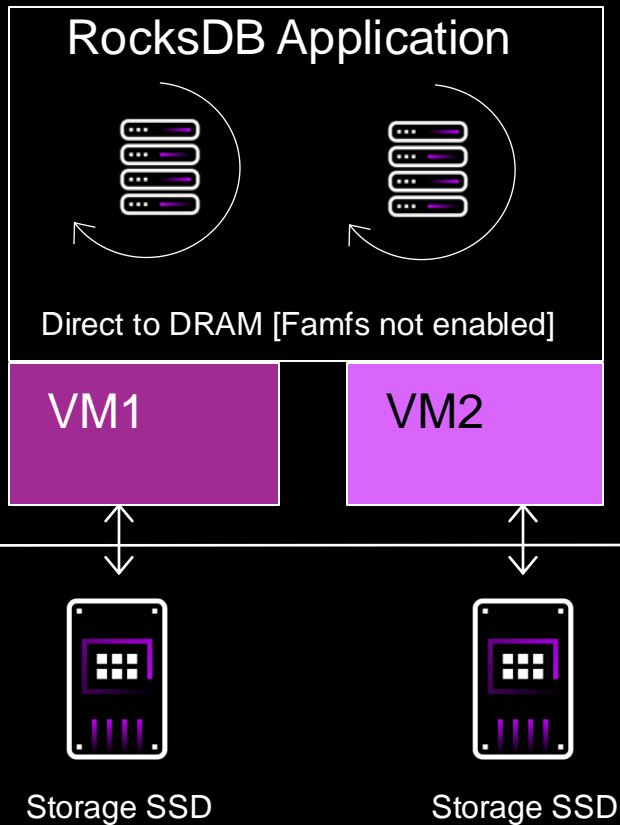 RocksDB Application
Direct to DRAM [Famfs not enabled]
VM1
VM2
Storage SSD
Storage SSD